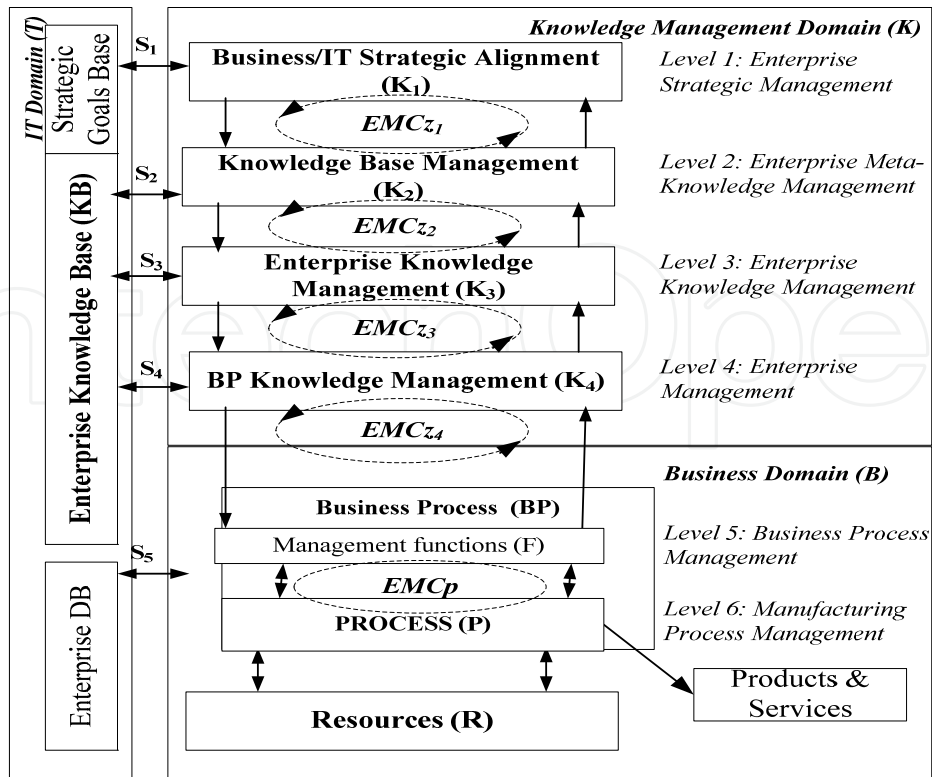 IT Domain (T)
Strategic
Goals Base
Enterprise Knowledge Base (KB)
Enterprise DB
S1
S2
S3
S4
S5
Knowledge Management Domain (K)
Business/IT Strategic Alignment
(K1)
Level 1: Enterprise
Strategic Management
EMCz1
Knowledge Base Management
(K2)
Level 2: Enterprise Meta-
Knowledge Management
EMCz2
Enterprise Knowledge
Management (K3)
Level 3: Enterprise
Knowledge Management
EMCz3
BP Knowledge Management (K4)
Level 4: Enterprise
Management
EMCz4
Business Domain (B)
Business Process (BP)
Management functions (F)
Level 5: Business Process
Management
EMCp
PROCESS (P)
Level 6: Manufacturing
Process Management
Products &
Services
Resources (R)